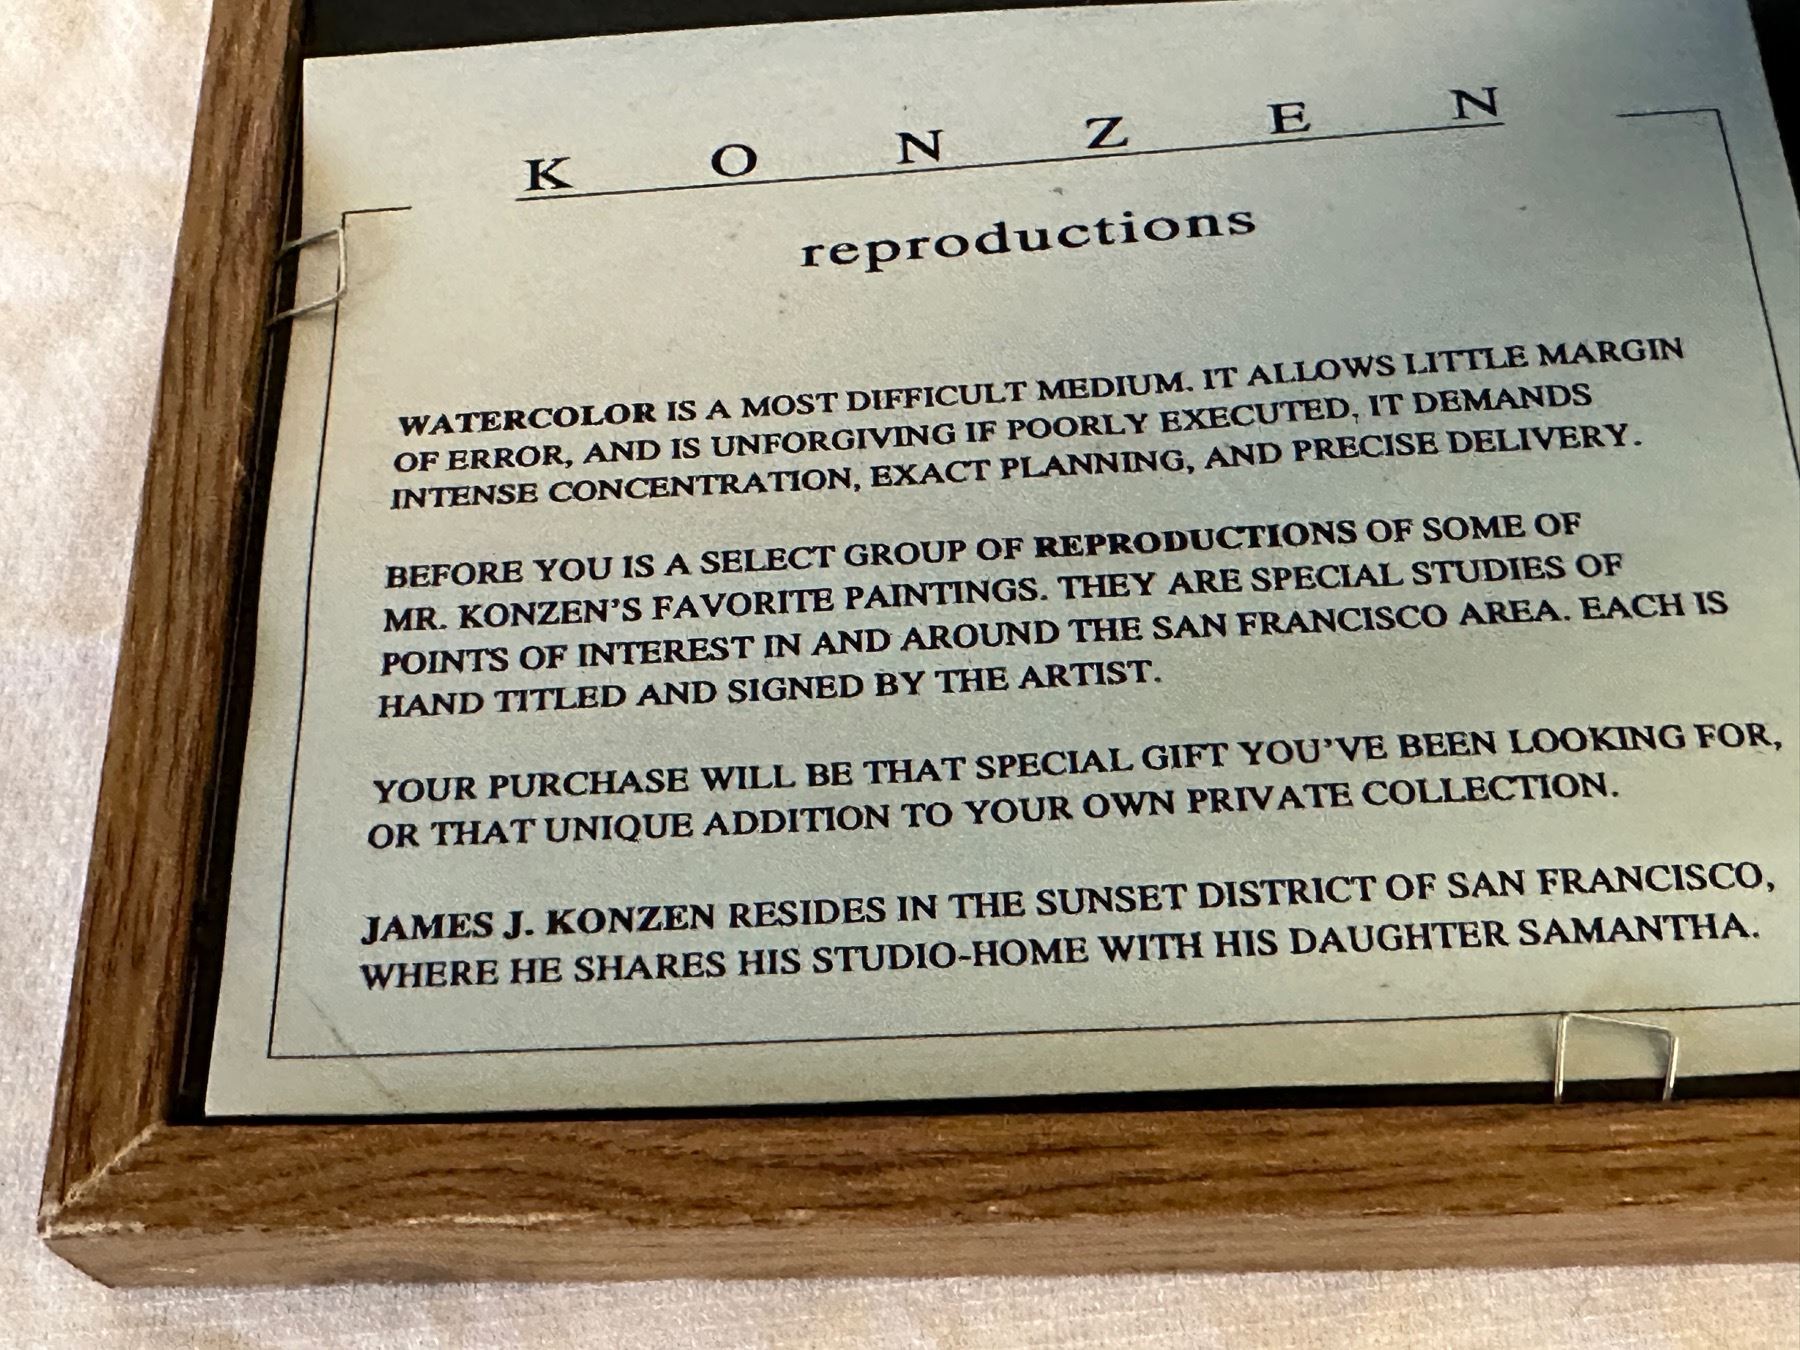 KONZEN
reproductions
WATERCOLOR IS A MOST DIFFICULT MEDIUM. IT ALLOWS LITTLE MARGIN
OF ERROR, AND IS UNFORGIVING IF POORLY EXECUTED, IT DEMANDS
INTENSE CONCENTRATION, EXACT PLANNING, AND PRECISE DELIVERY.
BEFORE YOU IS A SELECT GROUP OF REPRODUCTIONS OF SOME OF
MR. KONZEN'S FAVORITE PAINTINGS. THEY ARE SPECIAL STUDIES OF
POINTS OF INTEREST IN AND AROUND THE SAN FRANCISCO AREA. EACH IS
HAND TITLED AND SIGNED BY THE ARTIST.
YOUR PURCHASE WILL BE THAT SPECIAL GIFT YOU'VE BEEN LOOKING FOR,
OR THAT UNIQUE ADDITION TO YOUR OWN PRIVATE COLLECTION.
JAMES J. KONZEN RESIDES IN THE SUNSET DISTRICT OF SAN FRANCISCO,
WHERE HE SHARES HIS STUDIO-HOME WITH HIS DAUGHTER SAMANTHA.